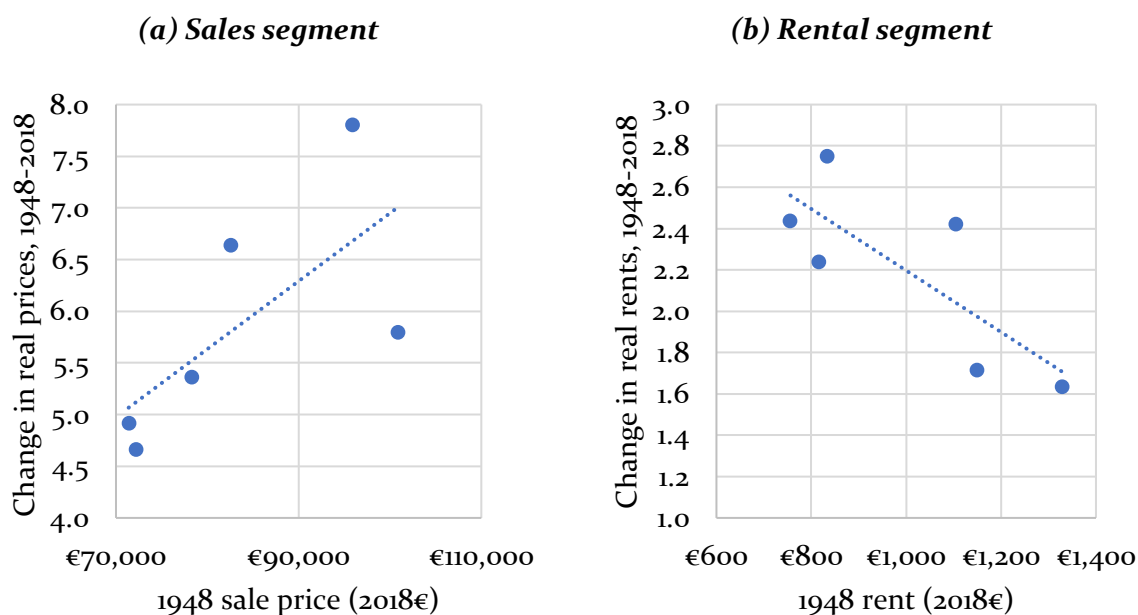 (a) Sales segment
Change in real prices, 1948-2018
8.0
7.5
7.0
6.5
6.0
5.5
5.0
4.5
4.0
€70,000 €90,000 €110,000
1948 sale price (2018€)
(b) Rental segment
Change in real rents, 1948-2018
3.0
2.8
2.6
2.4
2.2
2.0
1.8
1.6
1.4
1.2
1.0
€600 €800 €1,000 €1,200 €1,400
1948 rent (2018€)